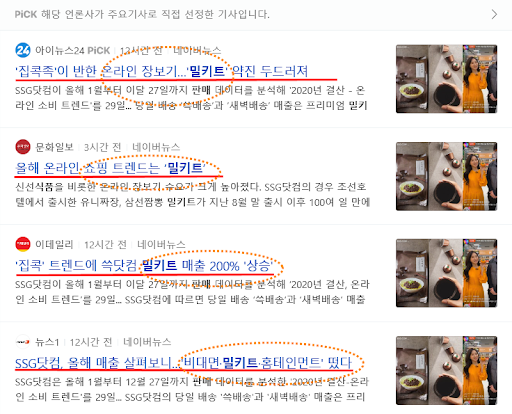 PiCK 해당 언론사가 주요기사로 직접 선정한 기사입니다.
24 아이뉴스24 PiCK 12시간 전 네이버뉴스
'집콕족'이 반한 온라인 장보기…'밀키트' 약진 두드러져
SSG닷컴이 올해 1월부터 이달 27일까지 판매 데이터를 분석해 '2020년 결산 - 온
라인 소비 트렌드'를 29일... 당일 배송 '쓱배송'과 '새벽배송' 매출은 프리미엄 밀키
문화일보 3시간 전 네이버뉴스
올해 온라인 쇼핑 트렌드는 '밀키트'
신선식품을 비롯한 온라인 장보기 수요가 크게 높아졌다. SSG닷컴의 경우 조선호
텔에서 출시한 유니짜장, 삼선짬뽕 밀키트가 지난 8월 말 출시 이후 100여 일 만에
이데일리 12시간 전 네이버뉴스
'집콕' 트렌드에 쓱닷컴 밀키트 매출 200% '상승'
SSG닷컴이 올해 1월부터 이달 27일까지 판매 데이터를 분석해 '2020년 결산, 온라
인 소비 트렌드'를 29일... SSG닷컴에 따르면 당일 배송 '쓱배송'과 '새벽배송' 매출
뉴스1 12시간 전 네이버뉴스
SSG닷컴, 올해 매출 살펴보니…'비대면·밀키트·홈테인먼트' 떴다
SSG닷컴은 올해 1월부터 12월 27일까지 판매 데이터를 분석한, '2020년 결산 온라
인 소비 트렌드'를 29일... SSG닷컴의 당일 배송 '쓱배송'과 '새벽배송' 매출은 프리